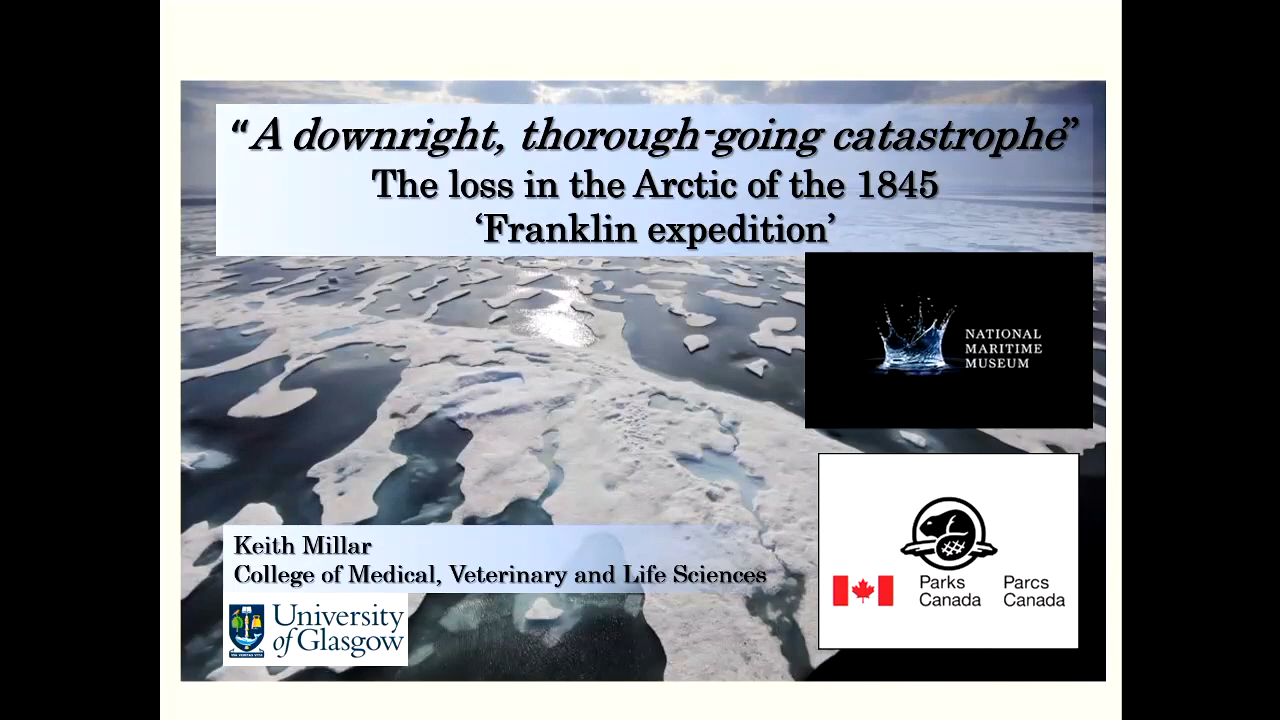 “A downright, thorough-going catastrophe”
The loss in the Arctic of the 1845
‘Franklin expedition’
NATIONAL
MARITIME
MUSEUM
Keith Millar
College of Medical, Veterinary and Life Sciences
University
of Glasgow
Parks Canada
Parcs Canada